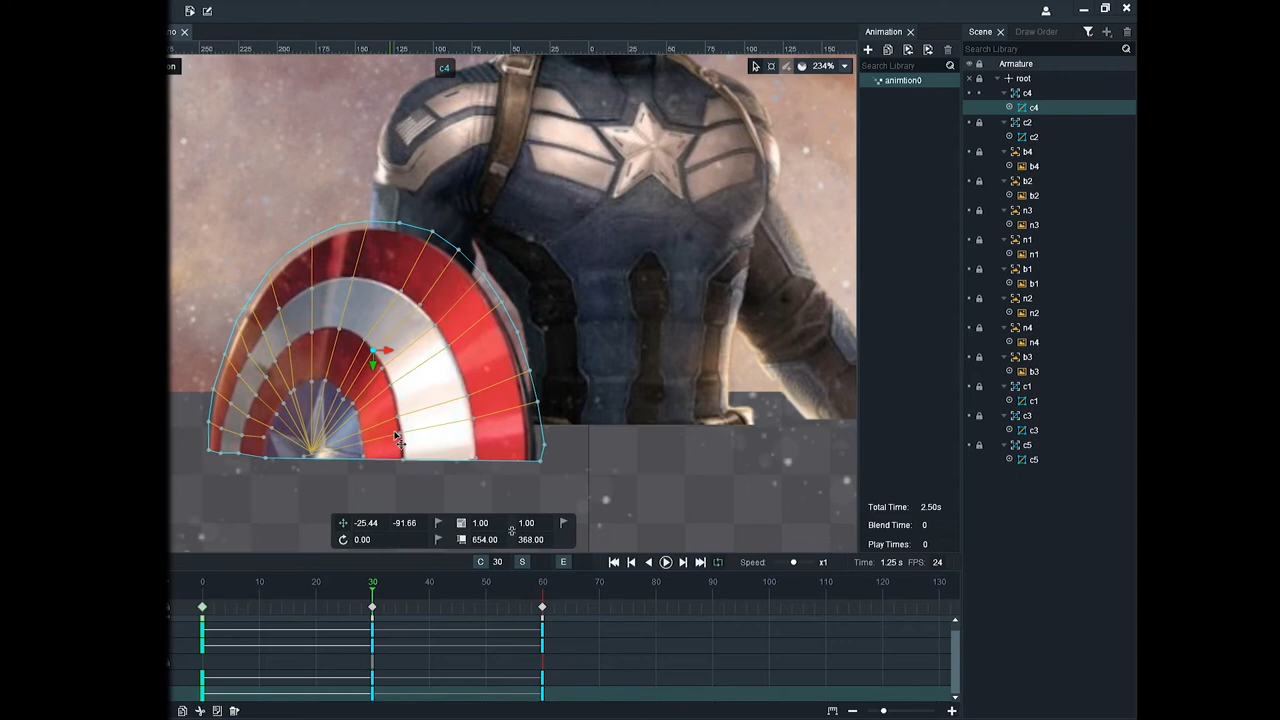 no
Animation
Scene
Draw Order
250 225 200 175 150 125 100 75 50 25 0 25 50 75 100 125 150
Search Library
on
c4
234%
Search Library
Armature
animtion0
root
c4
c4
c2
c2
b4
b4
b2
b2
n3
n3
n1
n1
b1
b1
n2
n2
n4
n4
b3
b3
c1
c1
c3
c3
c5
c5
Total Time: 2.50s
Blend Time: 0
Play Times: 0
-25.44 -91.66 1.00 1.00
0.00 654.00 368.00
C 30 S E
Speed: x1
Time: 1.25 s FPS: 24
0 10 20 30 40 50 60 70 80 90 100 110 120 130